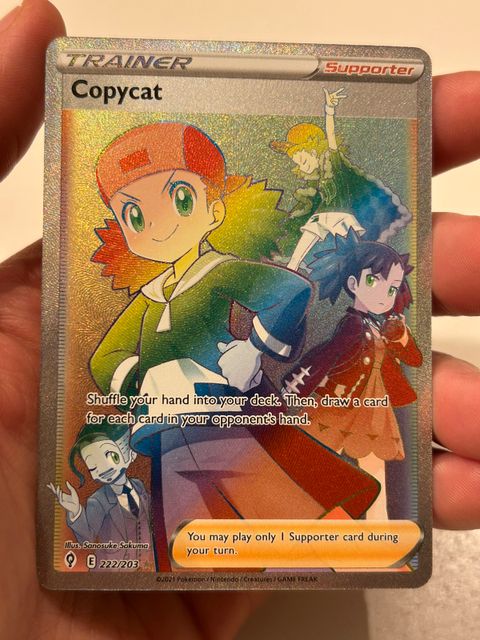 TRAINER Supporter
Copycat
Shuffle your hand into your deck. Then, draw a card
for each card in your opponent's hand.
Illus. Sanosuke Sakuma
You may play only 1 Supporter card during
your turn.
E 222/203
©2021 Pokémon / Nintendo / Creatures / GAME FREAK